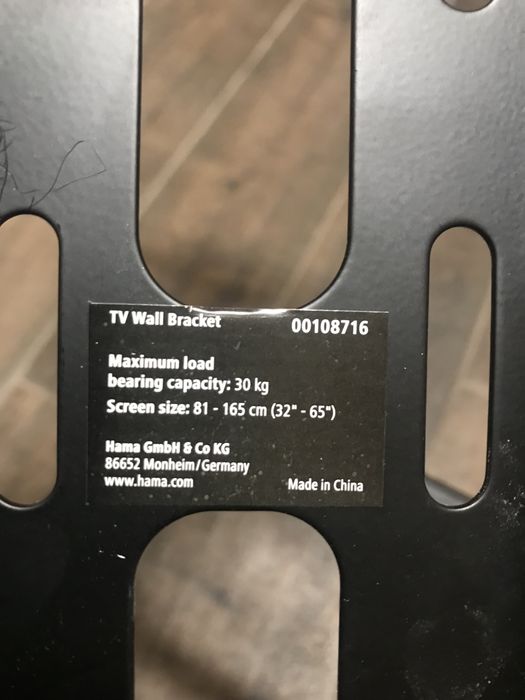 TV Wall Bracket 00108716
Maximum load
bearing capacity: 30 kg
Screen size: 81 - 165 cm (32" - 65")
Hama GmbH & Co KG
86652 Monheim/Germany
www.hama.com Made in China